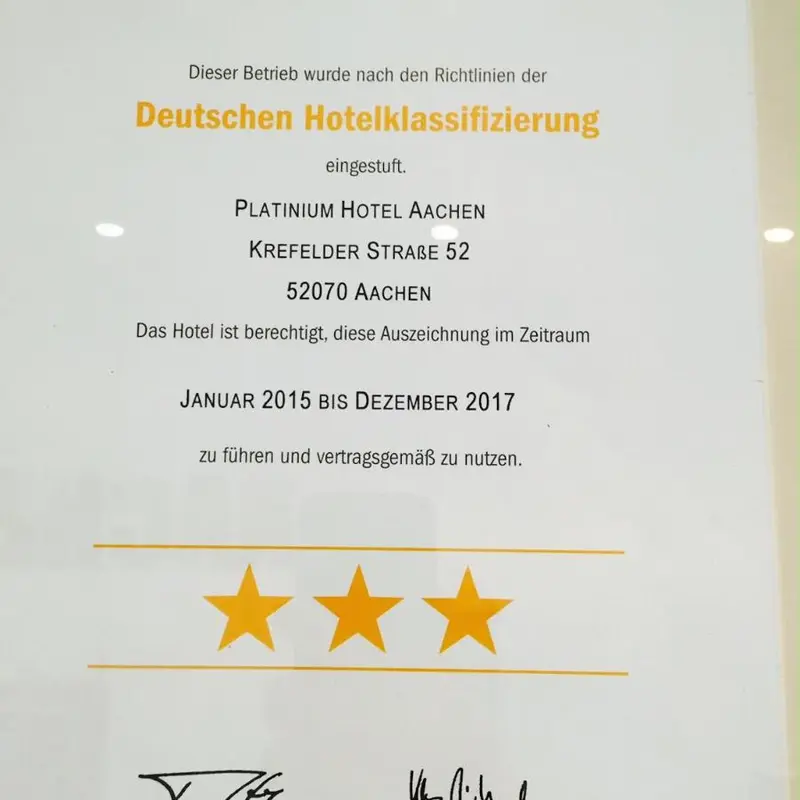 Dieser Betrieb wurde nach den Richtlinien der
Deutschen Hotelklassifizierung
eingestuft.
PLATINIUM HOTEL AACHEN
KREFELDER STRAßE 52
52070 AACHEN
Das Hotel ist berechtigt, diese Auszeichnung im Zeitraum
JANUAR 2015 BIS DEZEMBER 2017
zu führen und vertragsgemäß zu nutzen.